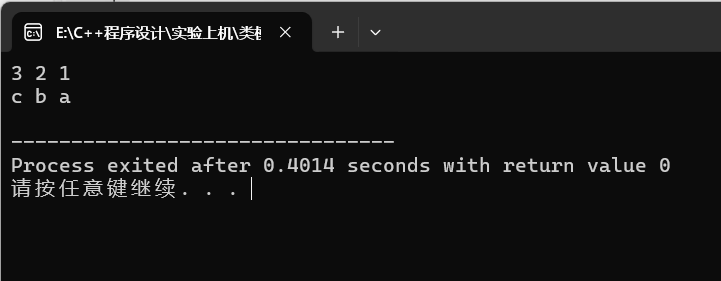 E:\C++程序设计\实验上机\类模
3 2 1
c b a
--------------------------------
Process exited after 0.4014 seconds with return value 0
请按任意键继续. . .